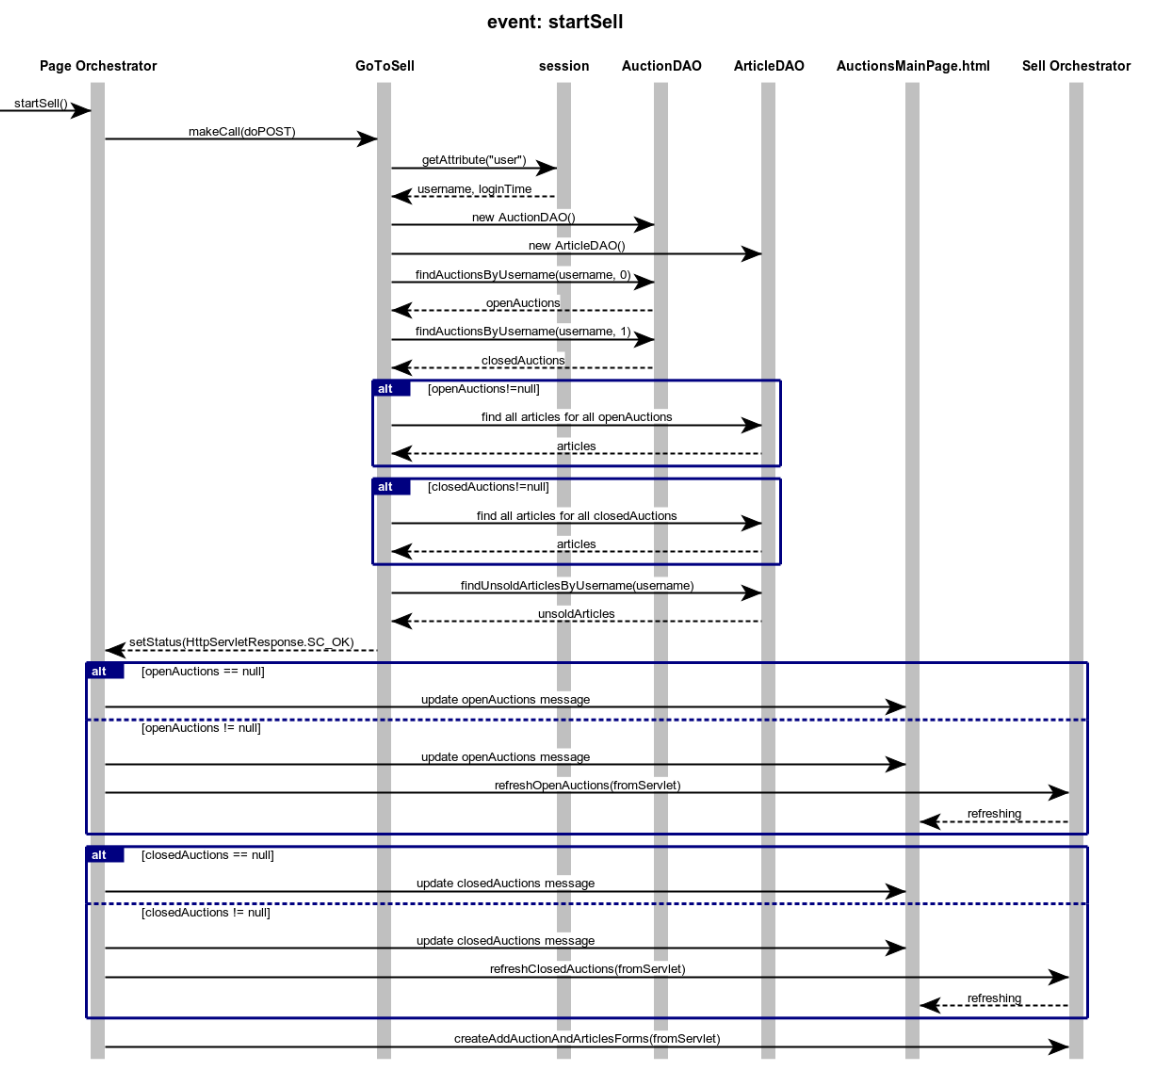 event: startSell
Page Orchestrator GoToSell session AuctionDAO ArticleDAO AuctionsMainPage.html Sell Orchestrator
startSell()
makeCall(doPOST)
getAttribute("user")
username, loginTime
new AuctionDAO()
new ArticleDAO()
findAuctionsByUsername(username, 0)
openAuctions
findAuctionsByUsername(username, 1)
closedAuctions
alt [openAuctions!=null]
find all articles for all openAuctions
articles
alt [closedAuctions!=null]
find all articles for all closedAuctions
articles
findUnsoldArticlesByUsername(username)
unsoldArticles
setStatus(HttpServletResponse.SC_OK)
alt [openAuctions == null]
update openAuctions message
[openAuctions != null]
update openAuctions message
refreshOpenAuctions(fromServlet)
refreshing
alt [closedAuctions == null]
update closedAuctions message
[closedAuctions != null]
update closedAuctions message
refreshClosedAuctions(fromServlet)
refreshing
createAddAuctionAndArticlesForms(fromServlet)